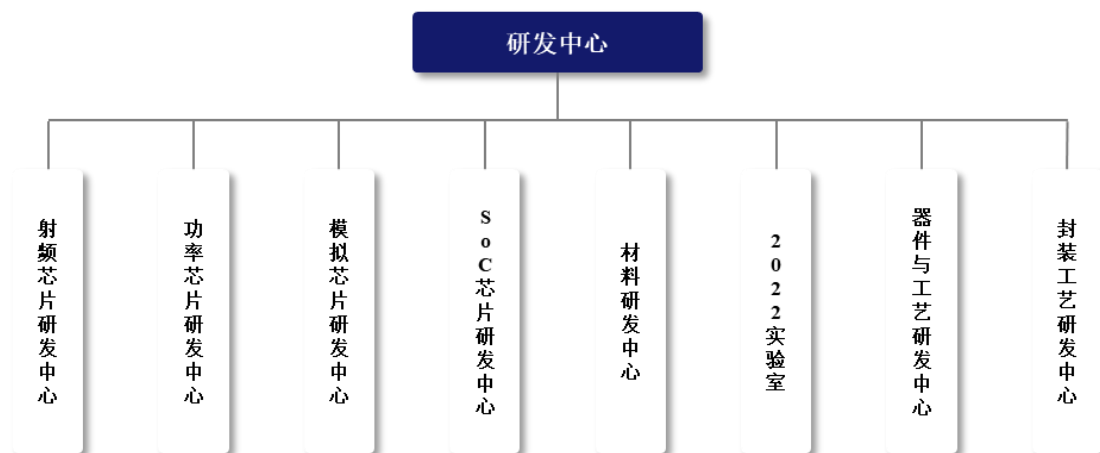 研发中心
射频芯片研发中心
功率芯片研发中心
模拟芯片研发中心
SoC芯片研发中心
材料研发中心
2022实验室
器件与工艺研发中心
封装工艺研发中心